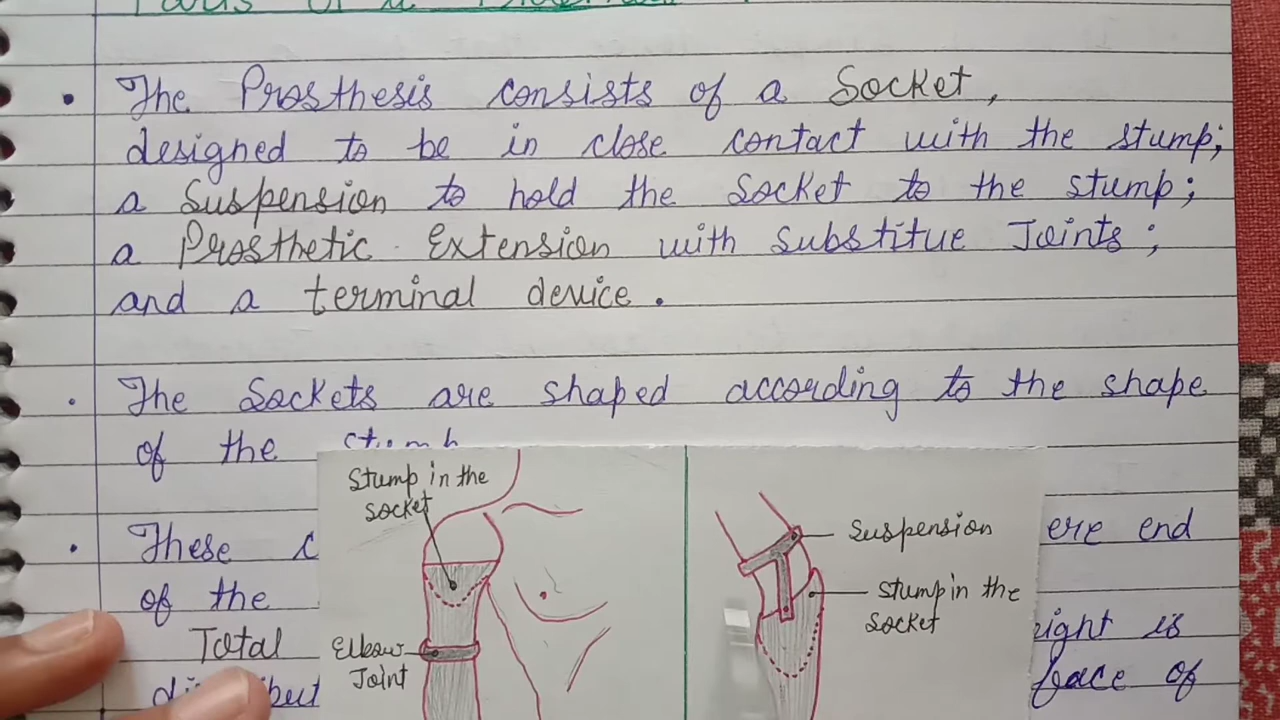 of a
The Prosthesis consists of a Socket,
designed to be in close contact with the stump;
a Suspension to hold the Socket to the stump;
a Prosthetic Extension with substitue Joints;
and a terminal device.
The Sockets are shaped according to the shape
of the
Stump in the
socket
Suspension
These
ere end
of the
stump in the
socket
Total
Elbow
Joint
is
face of